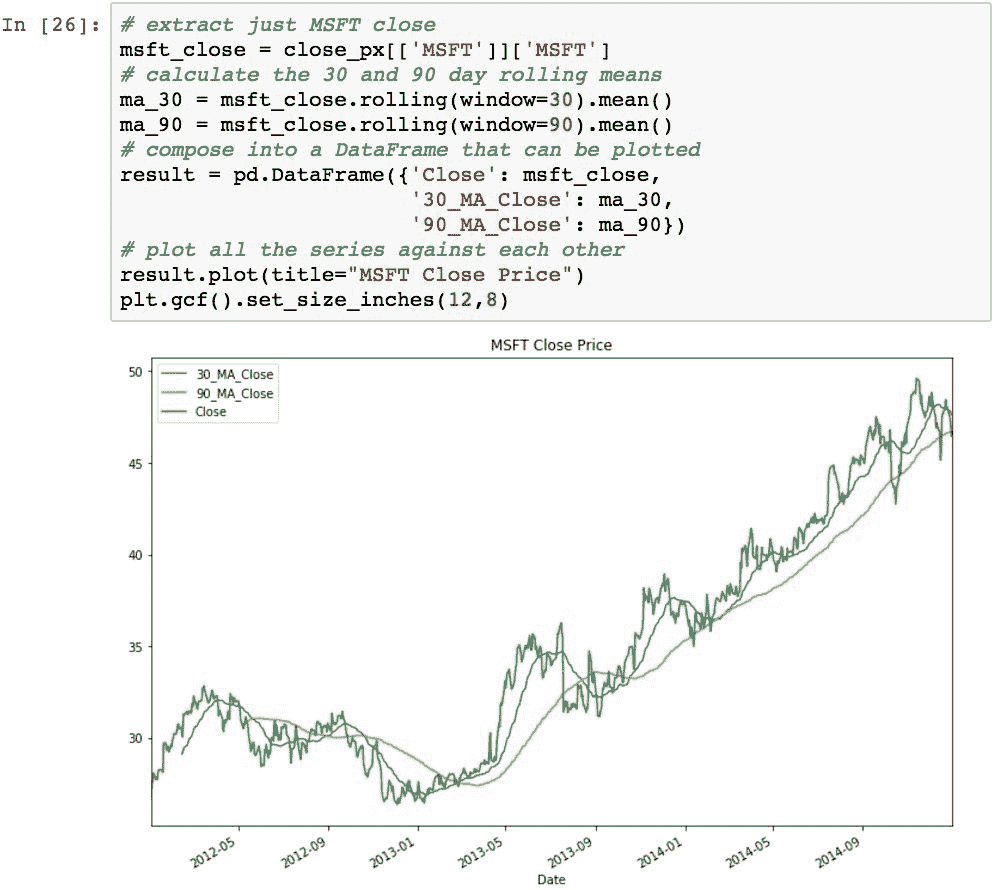 In [26]: # extract just MSFT close
msft_close = close_px[['MSFT']]['MSFT']
# calculate the 30 and 90 day rolling means
ma_30 = msft_close.rolling(window=30).mean()
ma_90 = msft_close.rolling(window=90).mean()
# compose into a DataFrame that can be plotted
result = pd.DataFrame({'Close': msft_close,
'30_MA_Close': ma_30,
'90_MA_Close': ma_90})
# plot all the series against each other
result.plot(title="MSFT Close Price")
plt.gcf().set_size_inches(12,8)
MSFT Close Price
30_MA_Close
90_MA_Close
Close
50
45
40
35
30
2012-05 2012-09 2013-01 2013-05 2013-09 2014-01 2014-05 2014-09
Date